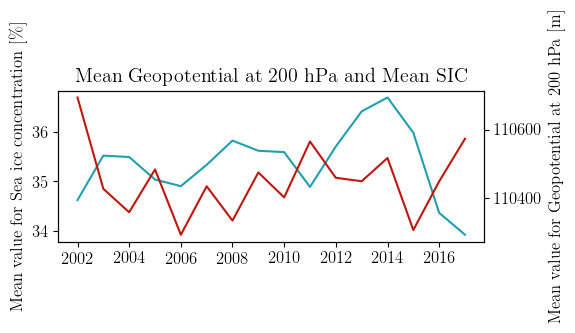 Mean Geopotential at 200 hPa and Mean SIC
Mean value for Sea ice concentration [%]
36
35
34
110600
110400
Mean value for Geopotential at 200 hPa [m]
2002 2004 2006 2008 2010 2012 2014 2016